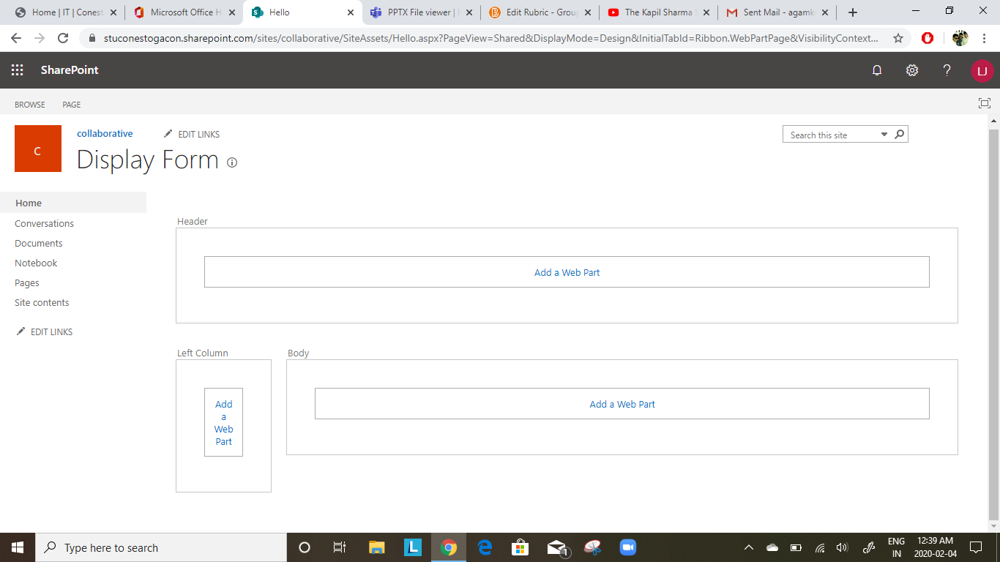 Home | IT | Conest
Microsoft Office H
Hello
PPTX File viewer |
Edit Rubric - Grou
The Kapil Sharma
Sent Mail - agamk
stuconestogacon.sharepoint.com/sites/collaborative/SiteAssets/Hello.aspx?PageView=Shared&DisplayMode=Design&InitialTabId=Ribbon.WebPartPage&VisibilityContext...
SharePoint
LJ
BROWSE
PAGE
C
collaborative
EDIT LINKS
Search this site
Display Form
Home
Conversations
Documents
Notebook
Pages
Site contents
EDIT LINKS
Header
Add a Web Part
Left Column
Add
a
Web
Part
Body
Add a Web Part
Type here to search
L
1
ENG
IN
12:39 AM
2020-02-04